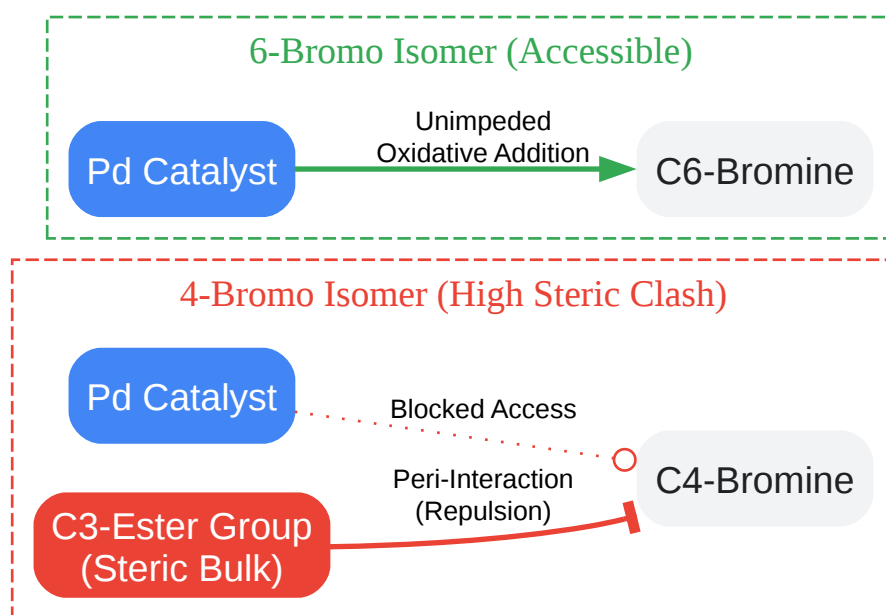 6-Bromo Isomer (Accessible)
Pd Catalyst
Unimpeded
Oxidative Addition
C6-Bromine
4-Bromo Isomer (High Steric Clash)
Pd Catalyst
Blocked Access
Peri-Interaction
(Repulsion)
C4-Bromine
C3-Ester Group
(Steric Bulk)